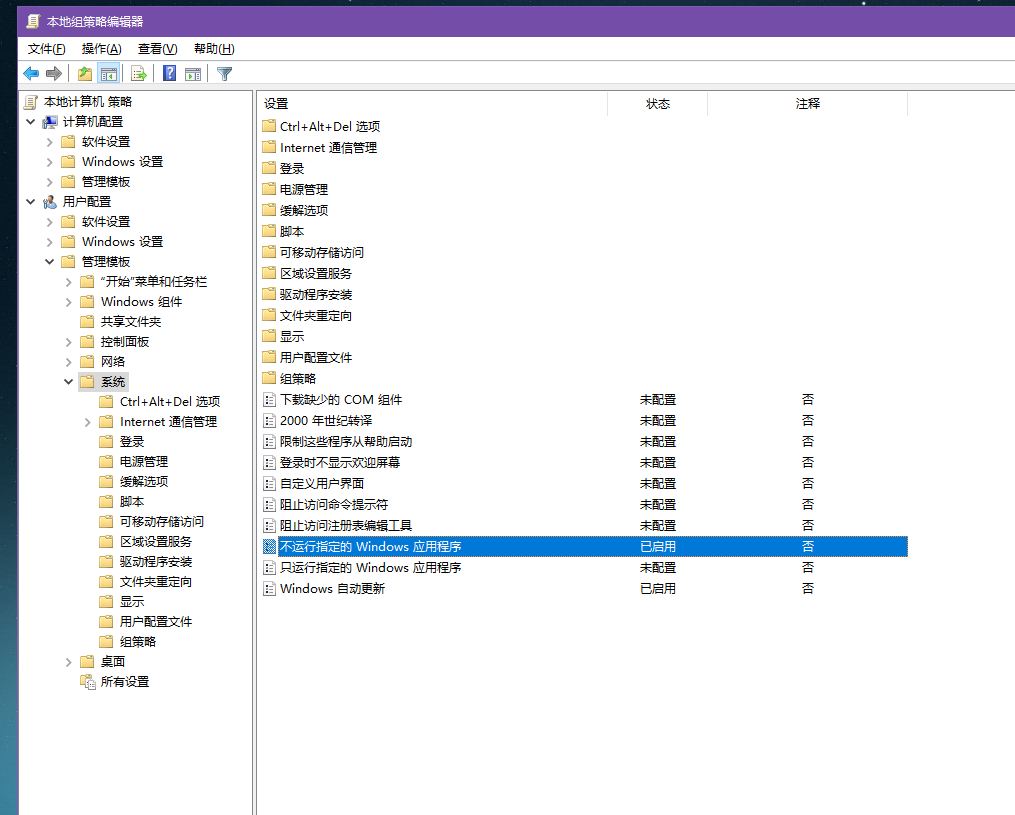 本地组策略编辑器
文件(F) 操作(A) 查看(V) 帮助(H)
本地计算机 策略
计算机配置
软件设置
Windows 设置
管理模板
用户配置
软件设置
Windows 设置
管理模板
“开始”菜单和任务栏
Windows 组件
共享文件夹
控制面板
网络
系统
Ctrl+Alt+Del 选项
Internet 通信管理
登录
电源管理
缓解选项
脚本
可移动存储访问
区域设置服务
驱动程序安装
文件夹重定向
显示
用户配置文件
组策略
桌面
所有设置
设置 状态 注释
Ctrl+Alt+Del 选项
Internet 通信管理
登录
电源管理
缓解选项
脚本
可移动存储访问
区域设置服务
驱动程序安装
文件夹重定向
显示
用户配置文件
组策略
下载缺少的 COM 组件 未配置 否
2000 年世纪转译 未配置 否
限制这些程序从帮助启动 未配置 否
登录时不显示欢迎屏幕 未配置 否
自定义用户界面 未配置 否
阻止访问命令提示符 未配置 否
阻止访问注册表编辑工具 未配置 否
不运行指定的 Windows 应用程序 已启用 否
只运行指定的 Windows 应用程序 未配置 否
Windows 自动更新 已启用 否